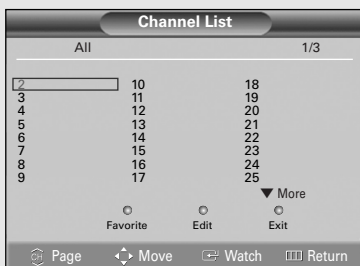 Channel List
All 1/3
2 10 18
3 11 19
4 12 20
5 13 21
6 14 22
7 15 23
8 16 24
9 17 25
▼ More
Favorite Edit Exit
CH Page Move Watch Return